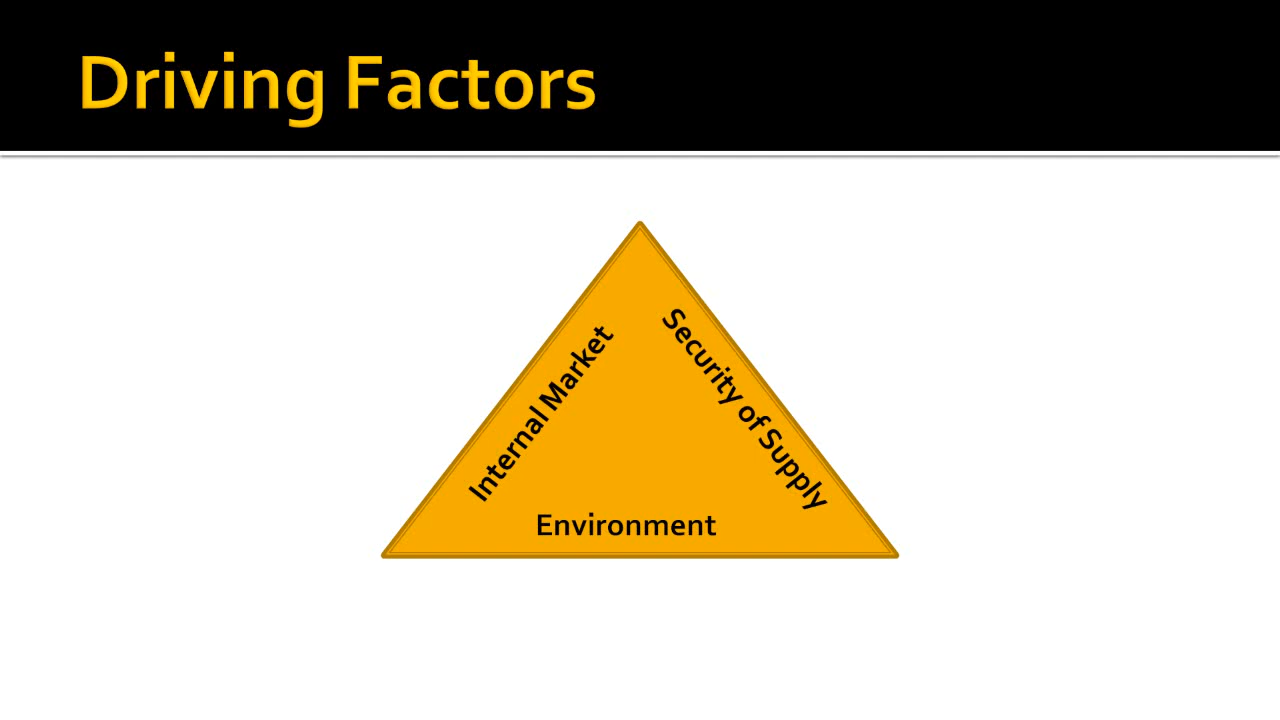 Driving Factors
Internal Market
Security of Supply
Environment